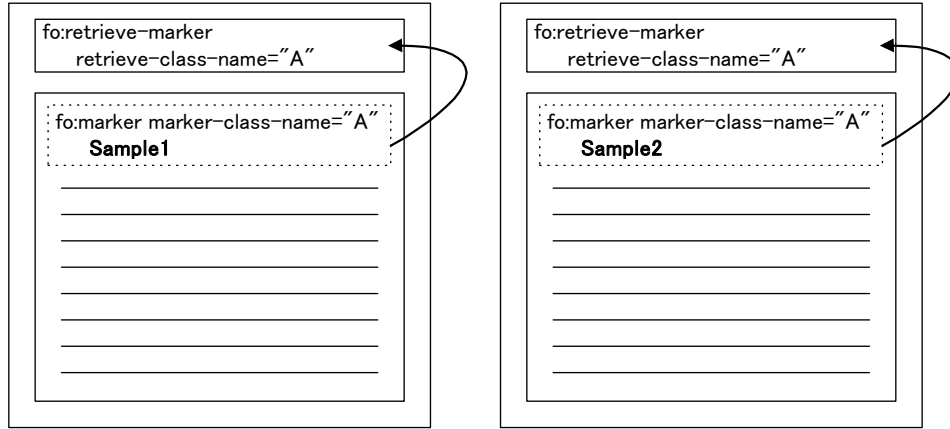 fo:retrieve-marker
retrieve-class-name="A"
fo:marker marker-class-name="A"
Sample1
fo:retrieve-marker
retrieve-class-name="A"
fo:marker marker-class-name="A"
Sample2